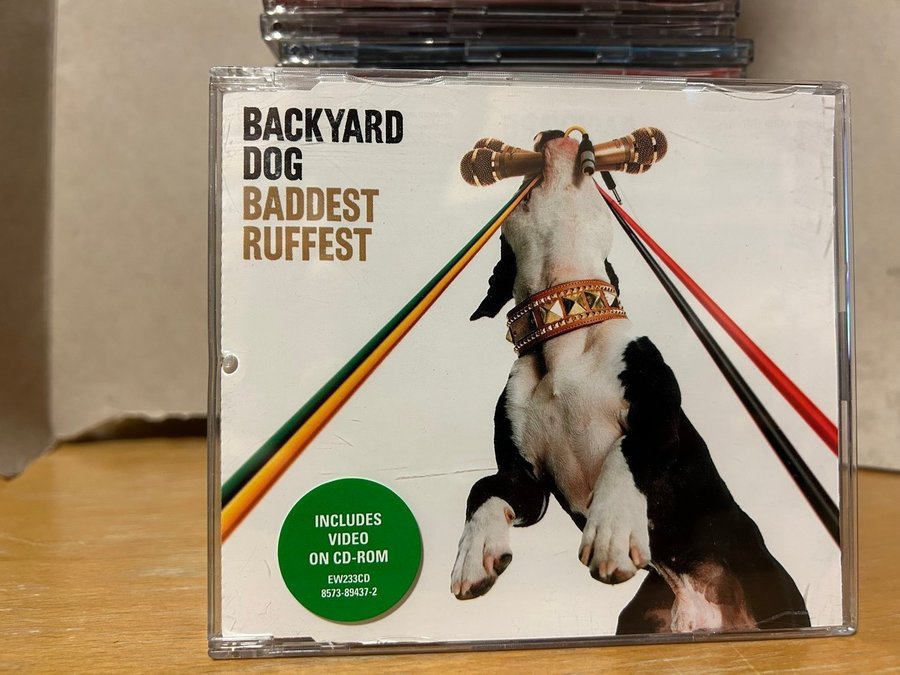 BACKYARD
DOG
BADDEST
RUFFEST
INCLUDES
VIDEO
ON CD-ROM
EW233CD
8573-89437-2